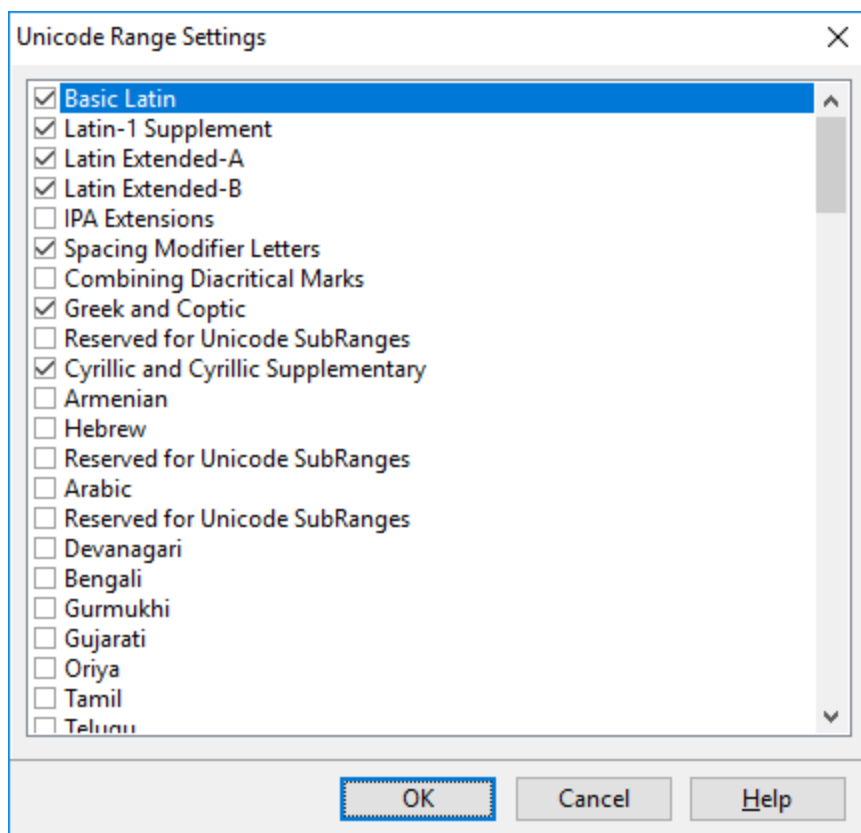 Unicode Range Settings
Basic Latin
Latin-1 Supplement
Latin Extended-A
Latin Extended-B
IPA Extensions
Spacing Modifier Letters
Combining Diacritical Marks
Greek and Coptic
Reserved for Unicode SubRanges
Cyrillic and Cyrillic Supplementary
Armenian
Hebrew
Reserved for Unicode SubRanges
Arabic
Reserved for Unicode SubRanges
Devanagari
Bengali
Gurmukhi
Gujarati
Oriya
Tamil
Telugu
OK Cancel Help